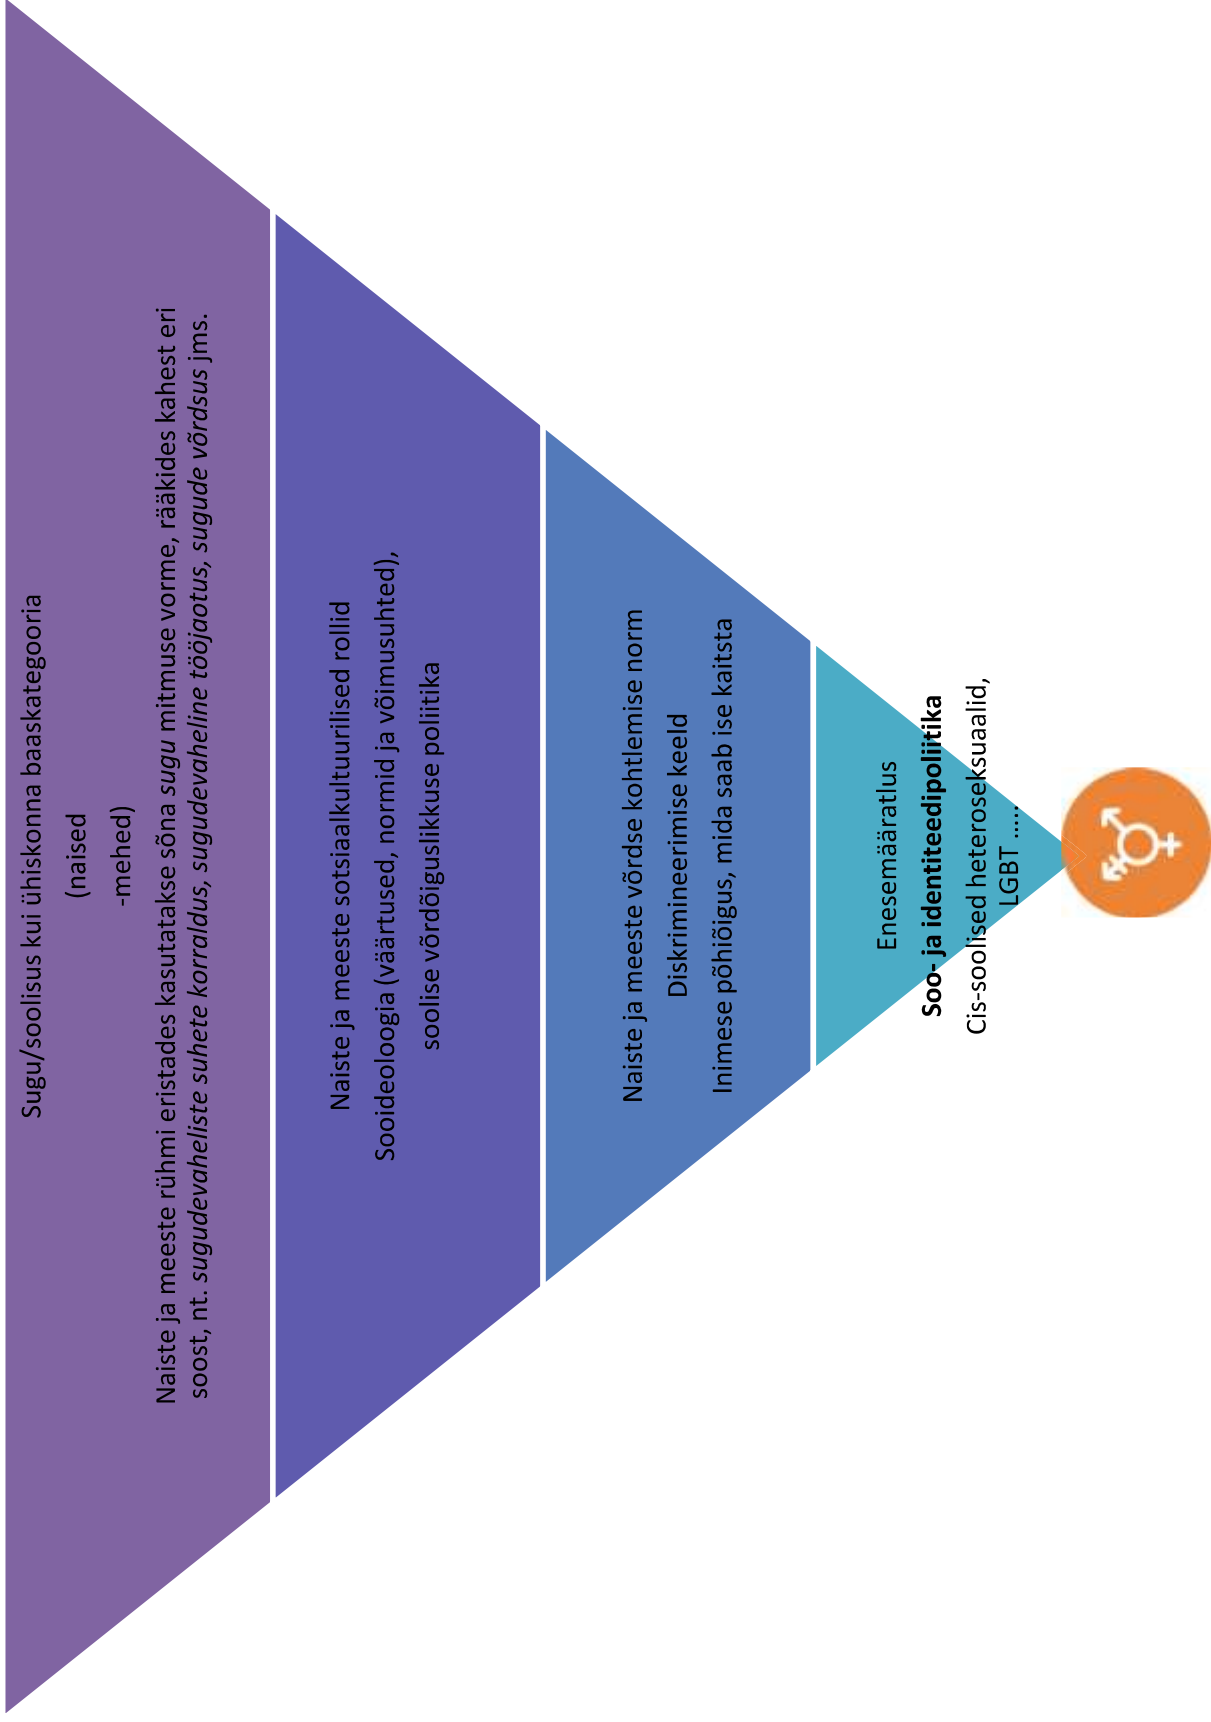 Sugu/soolisus kui ühiskonna baaskategooria
(naised
-mehed)
Naiste ja meeste rühmi eristades kasutatakse sõna sugu mitmuse vorme, rääkides kahest eri
soost, nt. sugudevaheliste suhete korraldus, sugudevaheline tööjaotus, sugude võrdsus jms.
Naiste ja meeste sotsiaalkultuurilised rollid
Sooideoloogia (väärtused, normid ja võimusuhted),
soolise võrdõiguslikkuse poliitika
Naiste ja meeste võrdse kohtlemise norm
Diskrimineerimise keeld
Inimese põhiõigus, mida saab ise kaitsta
Enesemääratlus
Soo- ja identiteedipoliitika
Cis-soolised heteroseksuaalid,
LGBT .....